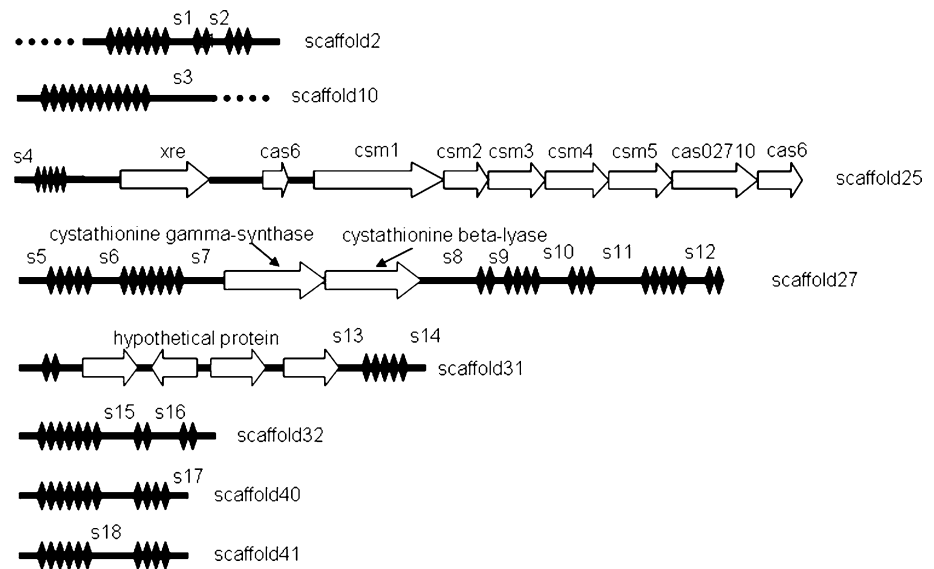 s1 s2
scaffold2
s3
scaffold10
s4 xre cas6 csm1 csm2 csm3 csm4 csm5 cas02710 cas6
scaffold25
cystathionine gamma-synthase cystathionine beta-lyase
s5 s6 s7 s8 s9 s10 s11 s12
scaffold27
hypothetical protein s13 s14
scaffold31
s15 s16
scaffold32
s17
scaffold40
s18
scaffold41